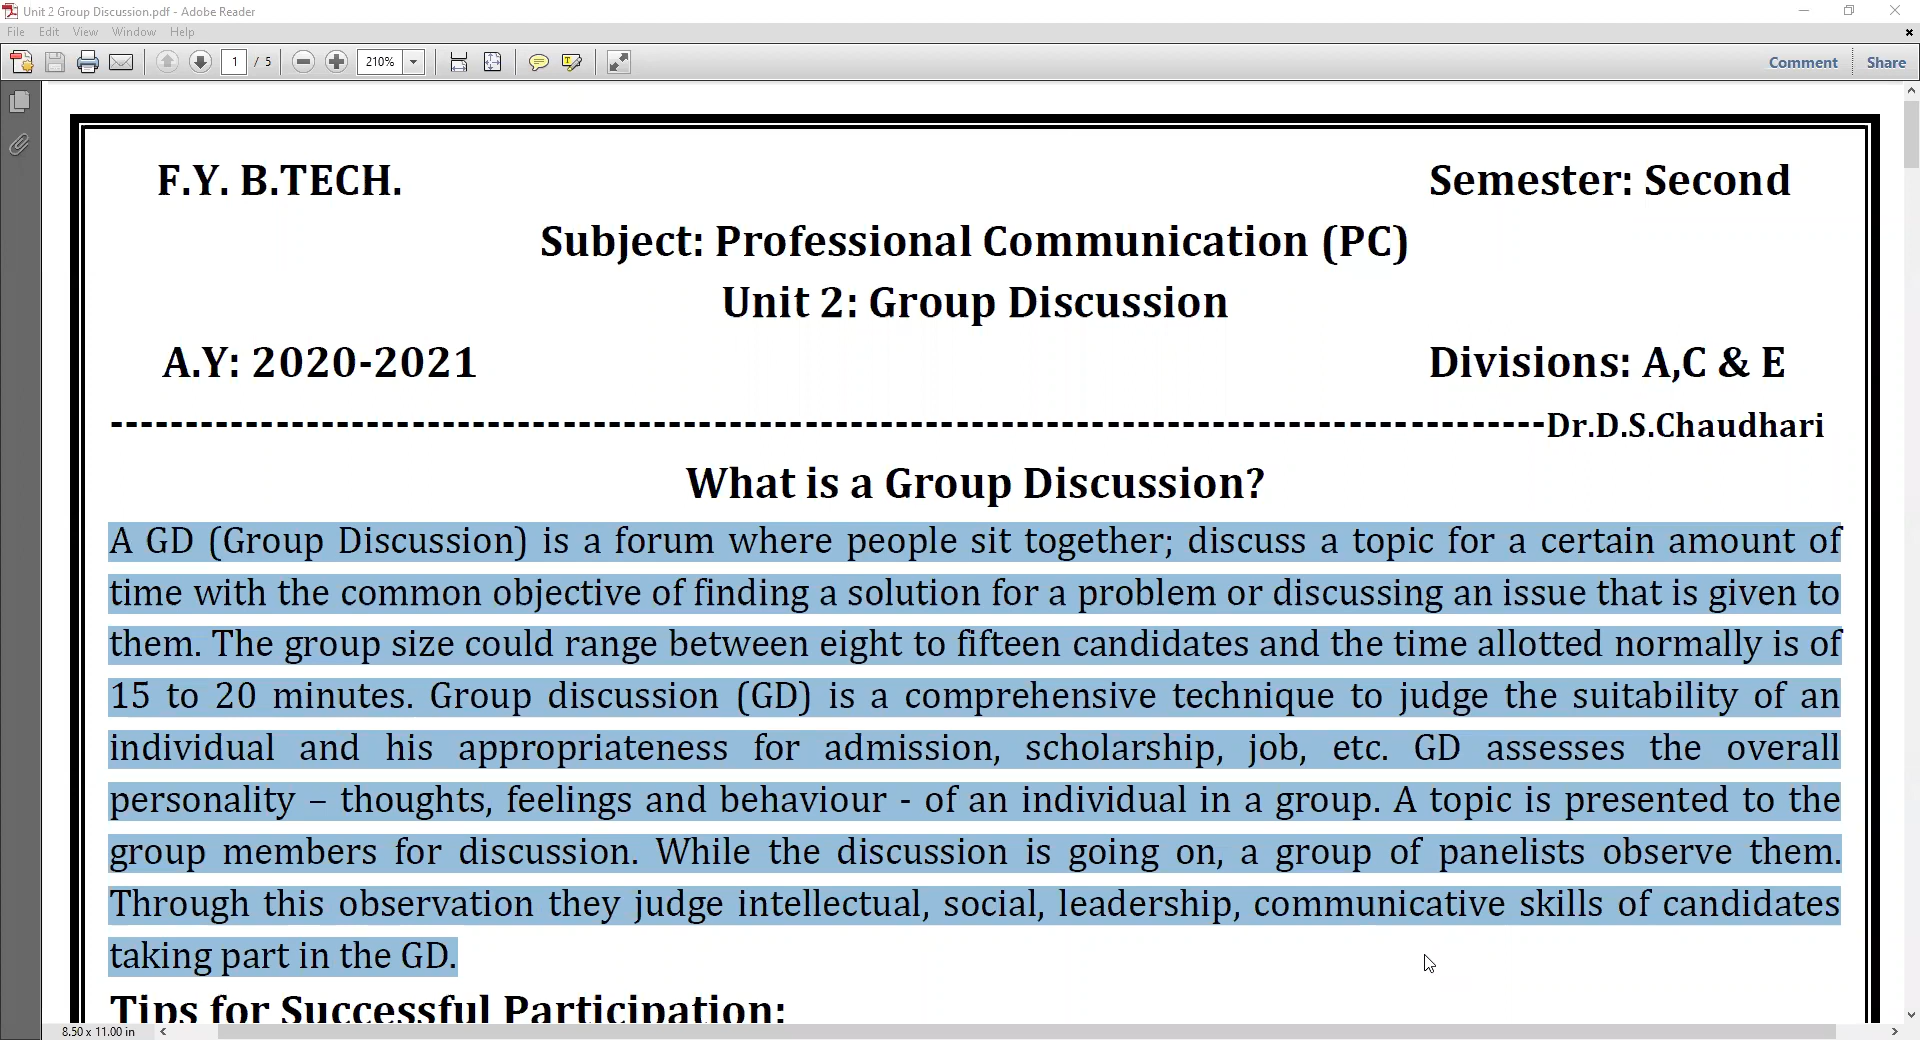 Unit 2 Group Discussion.pdf - Adobe Reader
File Edit View Window Help
1 / 5 210% Comment Share
F.Y. B.TECH. Semester: Second
Subject: Professional Communication (PC)
Unit 2: Group Discussion
A.Y: 2020-2021 Divisions: A,C & E
-----------------------------------------------------------------------------------------------Dr.D.S.Chaudhari
What is a Group Discussion?
A GD (Group Discussion) is a forum where people sit together; discuss a topic for a certain amount of
time with the common objective of finding a solution for a problem or discussing an issue that is given to
them. The group size could range between eight to fifteen candidates and the time allotted normally is of
15 to 20 minutes. Group discussion (GD) is a comprehensive technique to judge the suitability of an
individual and his appropriateness for admission, scholarship, job, etc. GD assesses the overall
personality – thoughts, feelings and behaviour - of an individual in a group. A topic is presented to the
group members for discussion. While the discussion is going on, a group of panelists observe them.
Through this observation they judge intellectual, social, leadership, communicative skills of candidates
taking part in the GD.
Tips for Successful Participation:
8.50 x 11.00 in